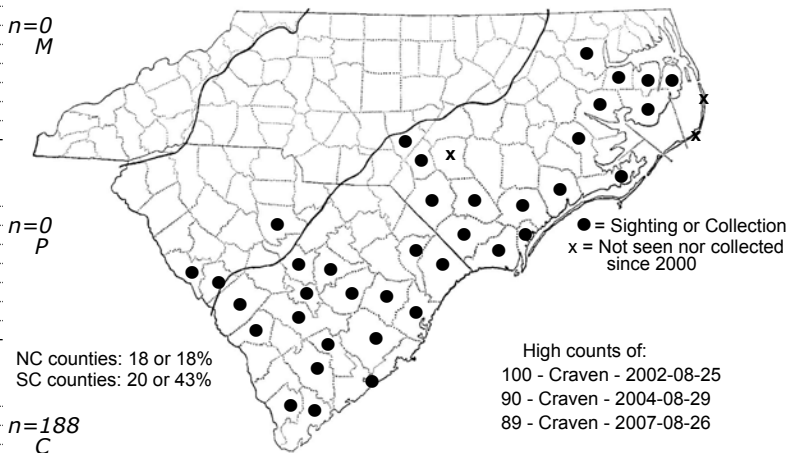 n=0
M
n=0
P
n=188
C
x
x
x
● = Sighting or Collection
x = Not seen nor collected
since 2000
NC counties: 18 or 18%
SC counties: 20 or 43%
High counts of:
100 - Craven - 2002-08-25
90 - Craven - 2004-08-29
89 - Craven - 2007-08-26